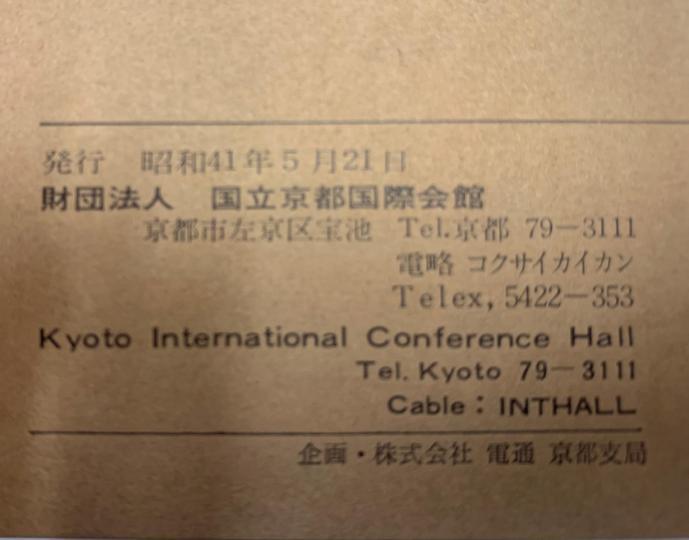 発行 昭和41年5月21日
財団法人 国立京都国際会館
京都市左京区宝池 Tel.京都 79-3111
電略 コクサイカイカン
Telex, 5422-353
Kyoto International Conference Hall
Tel. Kyoto 79-3111
Cable : INTHALL
企画・株式会社 電通 京都支局